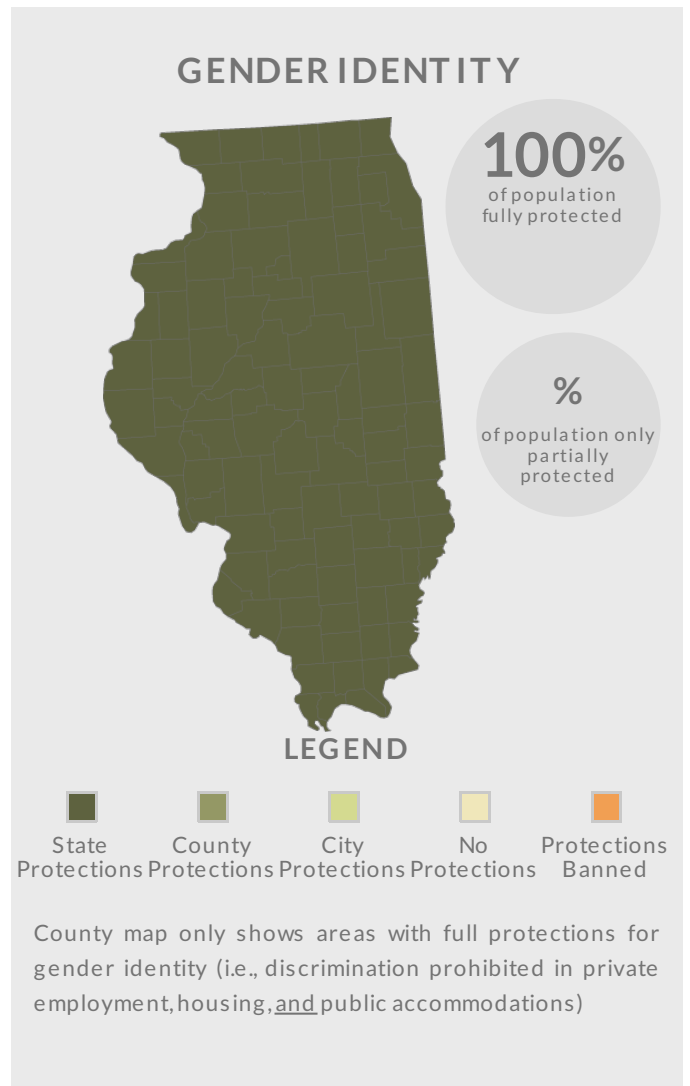 GENDER IDENTITY
100%
of population
fully protected
%
of population only
partially
protected
LEGEND
State
Protections
County
Protections
City
Protections
No
Protections
Protections
Banned
County map only shows areas with full protections for
gender identity (i.e., discrimination prohibited in private
employment, housing, and public accommodations)